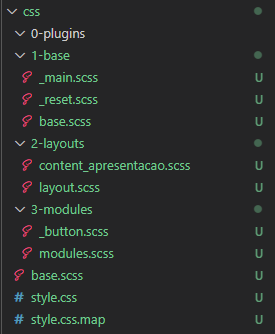 css
0-plugins
1-base
_main.scss U
_reset.scss U
base.scss U
2-layouts
content_apresentacao.scss U
layout.scss U
3-modules
_button.scss U
modules.scss U
base.scss U
# style.css U
# style.css.map U